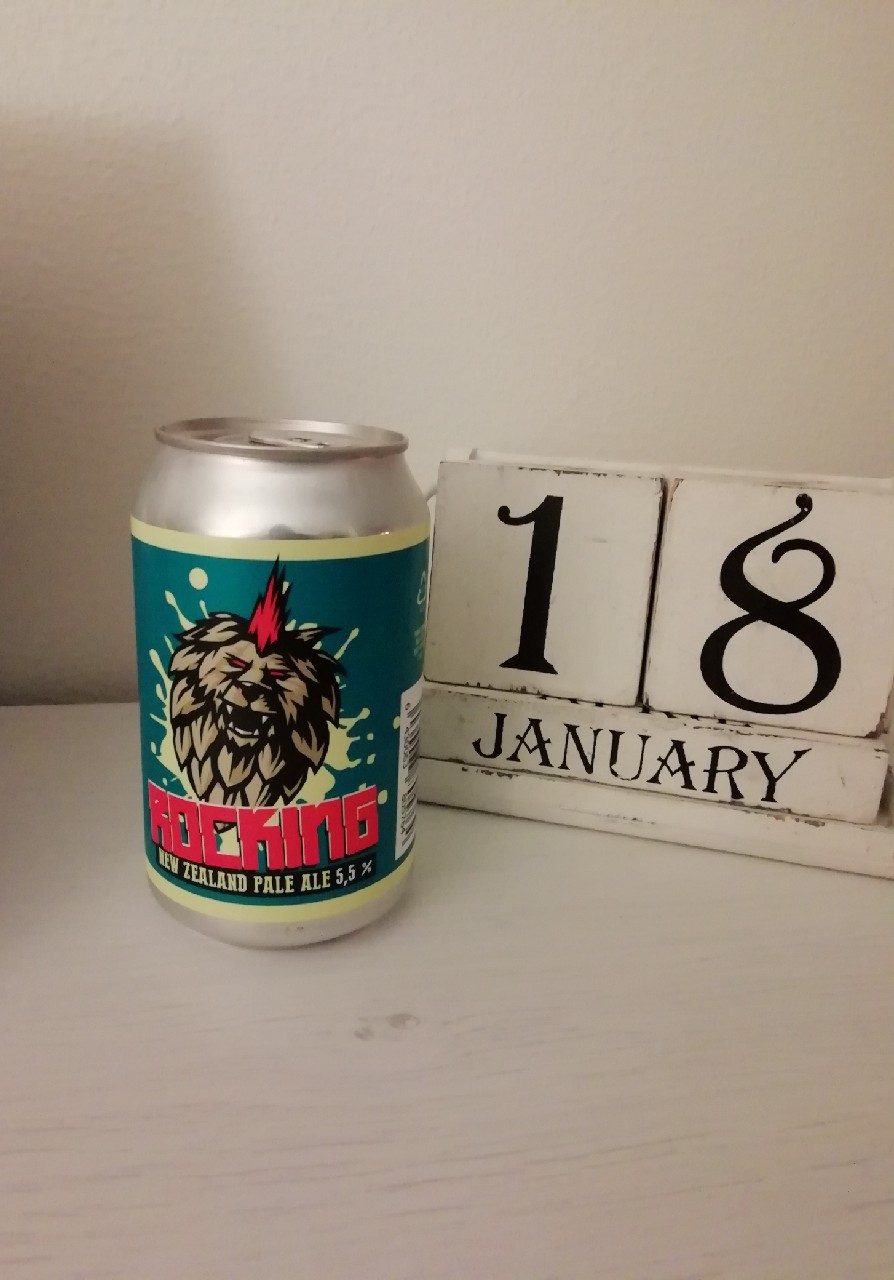 ROCKING
NEW ZEALAND PALE ALE 5,5 %
18
JANUARY